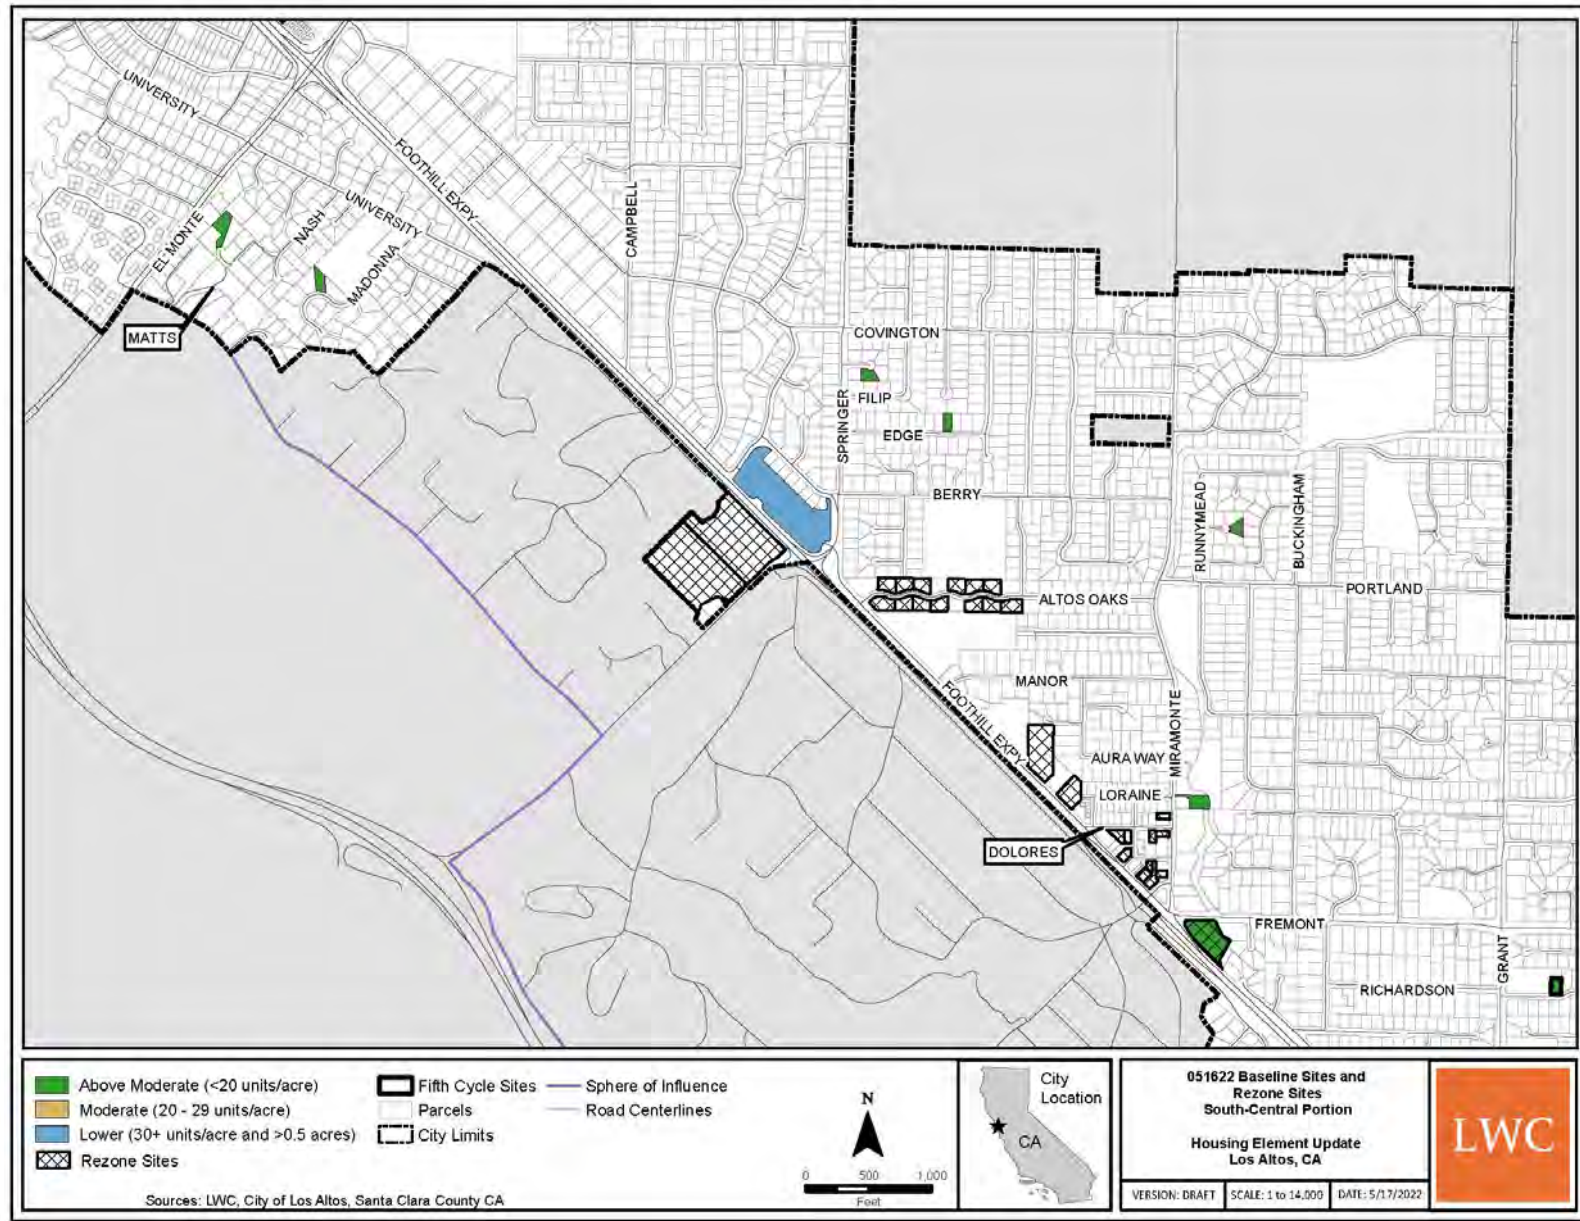 UNIVERSITY
FOOTHILL EXPY
UNIVERSITY
CAMPBELL
EL MONTE
NASH
MADONNA
MATTS
COVINGTON
FILIP
SPRINGER
EDGE
BERRY
RUNNYMEAD
BUCKINGHAM
ALTOS OAKS
PORTLAND
MANOR
FOOTHILL EXPY
MIRAMONTE
AURA WAY
LORAINE
DOLORES
FREMONT
GRANT
RICHARDSON
Above Moderate (<20 units/acre)
Moderate (20 - 29 units/acre)
Lower (30+ units/acre and >0.5 acres)
Rezone Sites
Fifth Cycle Sites
Parcels
City Limits
Sphere of Influence
Road Centerlines
Sources: LWC, City of Los Altos, Santa Clara County CA
N
0 500 1,000
Feet
City
Location
CA
051622 Baseline Sites and
Rezone Sites
South-Central Portion
Housing Element Update
Los Altos, CA
VERSION: DRAFT
SCALE: 1 to 14,000
DATE: 5/17/2022
LWC